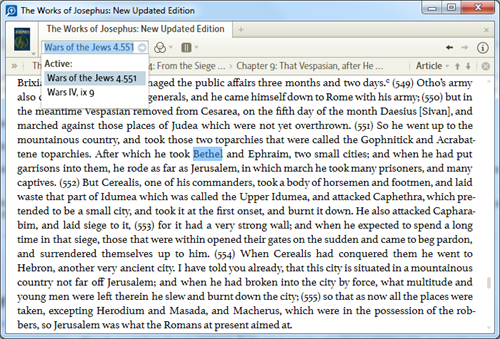 The Works of Josephus: New Updated Edition
The Works of Josephus: New Updated Edition
Wars of the Jews 4.551
Th
4: From the Siege ...
Chapter 9: That Vespasian, after He ...
Article
Active:
Wars of the Jews 4.551
Wars IV, ix 9
Brixia naged the public affairs three months and two days.c (549) Otho’s army
also generals, and he came himself down to Rome with his army; (550) but in
the meantime Vespasian removed from Cesarea, on the fifth day of the month Daesius [Sivan], and
marched against those places of Judea which were not yet overthrown. (551) So he went up to the
mountainous country, and took those two toparchies that were called the Gophnitick and Acrabat-
tene toparchies. After which he took Bethel and Ephraim, two small cities; and when he had put
garrisons into them, he rode as far as Jerusalem, in which march he took many prisoners, and many
captives. (552) But Cerealis, one of his commanders, took a body of horsemen and footmen, and laid
waste that part of Idumea which was called the Upper Idumea, and attacked Caphethra, which pre-
tended to be a small city, and took it at the first onset, and burnt it down. He also attacked Caphara-
bim, and laid siege to it, (553) for it had a very strong wall; and when he expected to spend a long
time in that siege, those that were within opened their gates on the sudden and came to beg pardon,
and surrendered themselves up to him. (554) When Cerealis had conquered them he went to
Hebron, another very ancient city. I have told you already, that this city is situated in a mountainous
country not far off Jerusalem; and when he had broken into the city by force, what multitude and
young men were left therein he slew and burnt down the city; (555) so that as now all the places were
taken, excepting Herodium and Masada, and Macherus, which were in the possession of the rob-
bers, so Jerusalem was what the Romans at present aimed at.